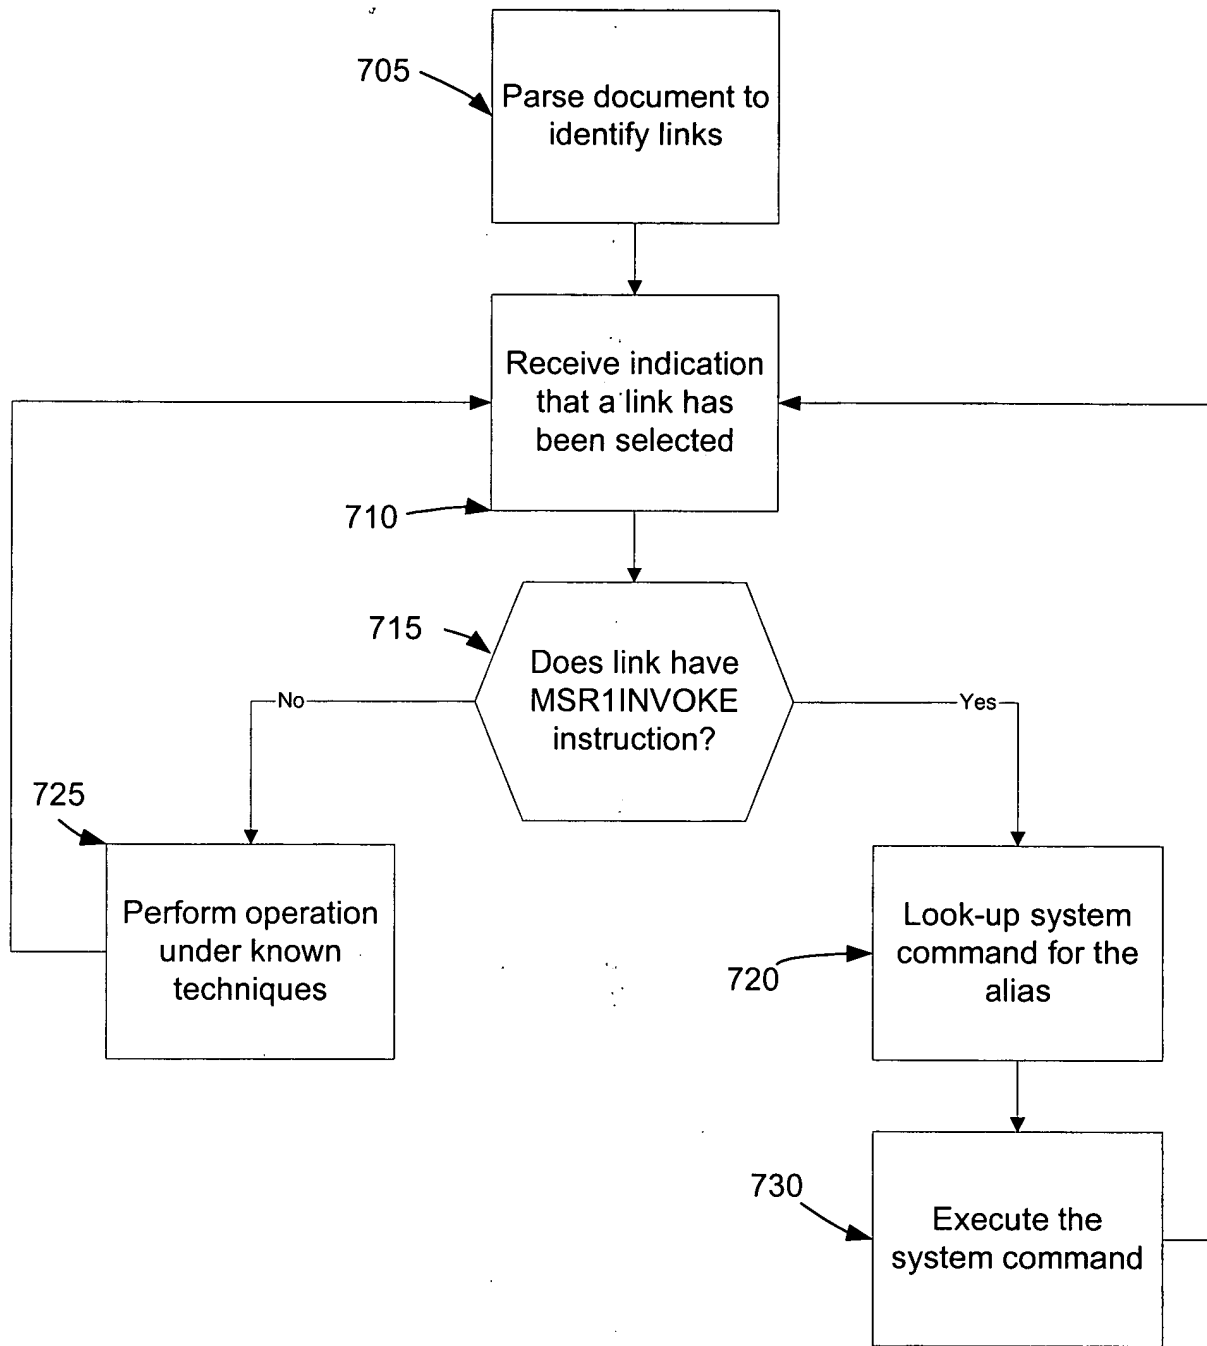 705
Parse document to
identify links
Receive indication
that a link has
been selected
710
715
Does link have
MSR1INVOKE
instruction?
No
Yes
725
Perform operation
under known
techniques
Look-up system
command for the
alias
720
730
Execute the
system command